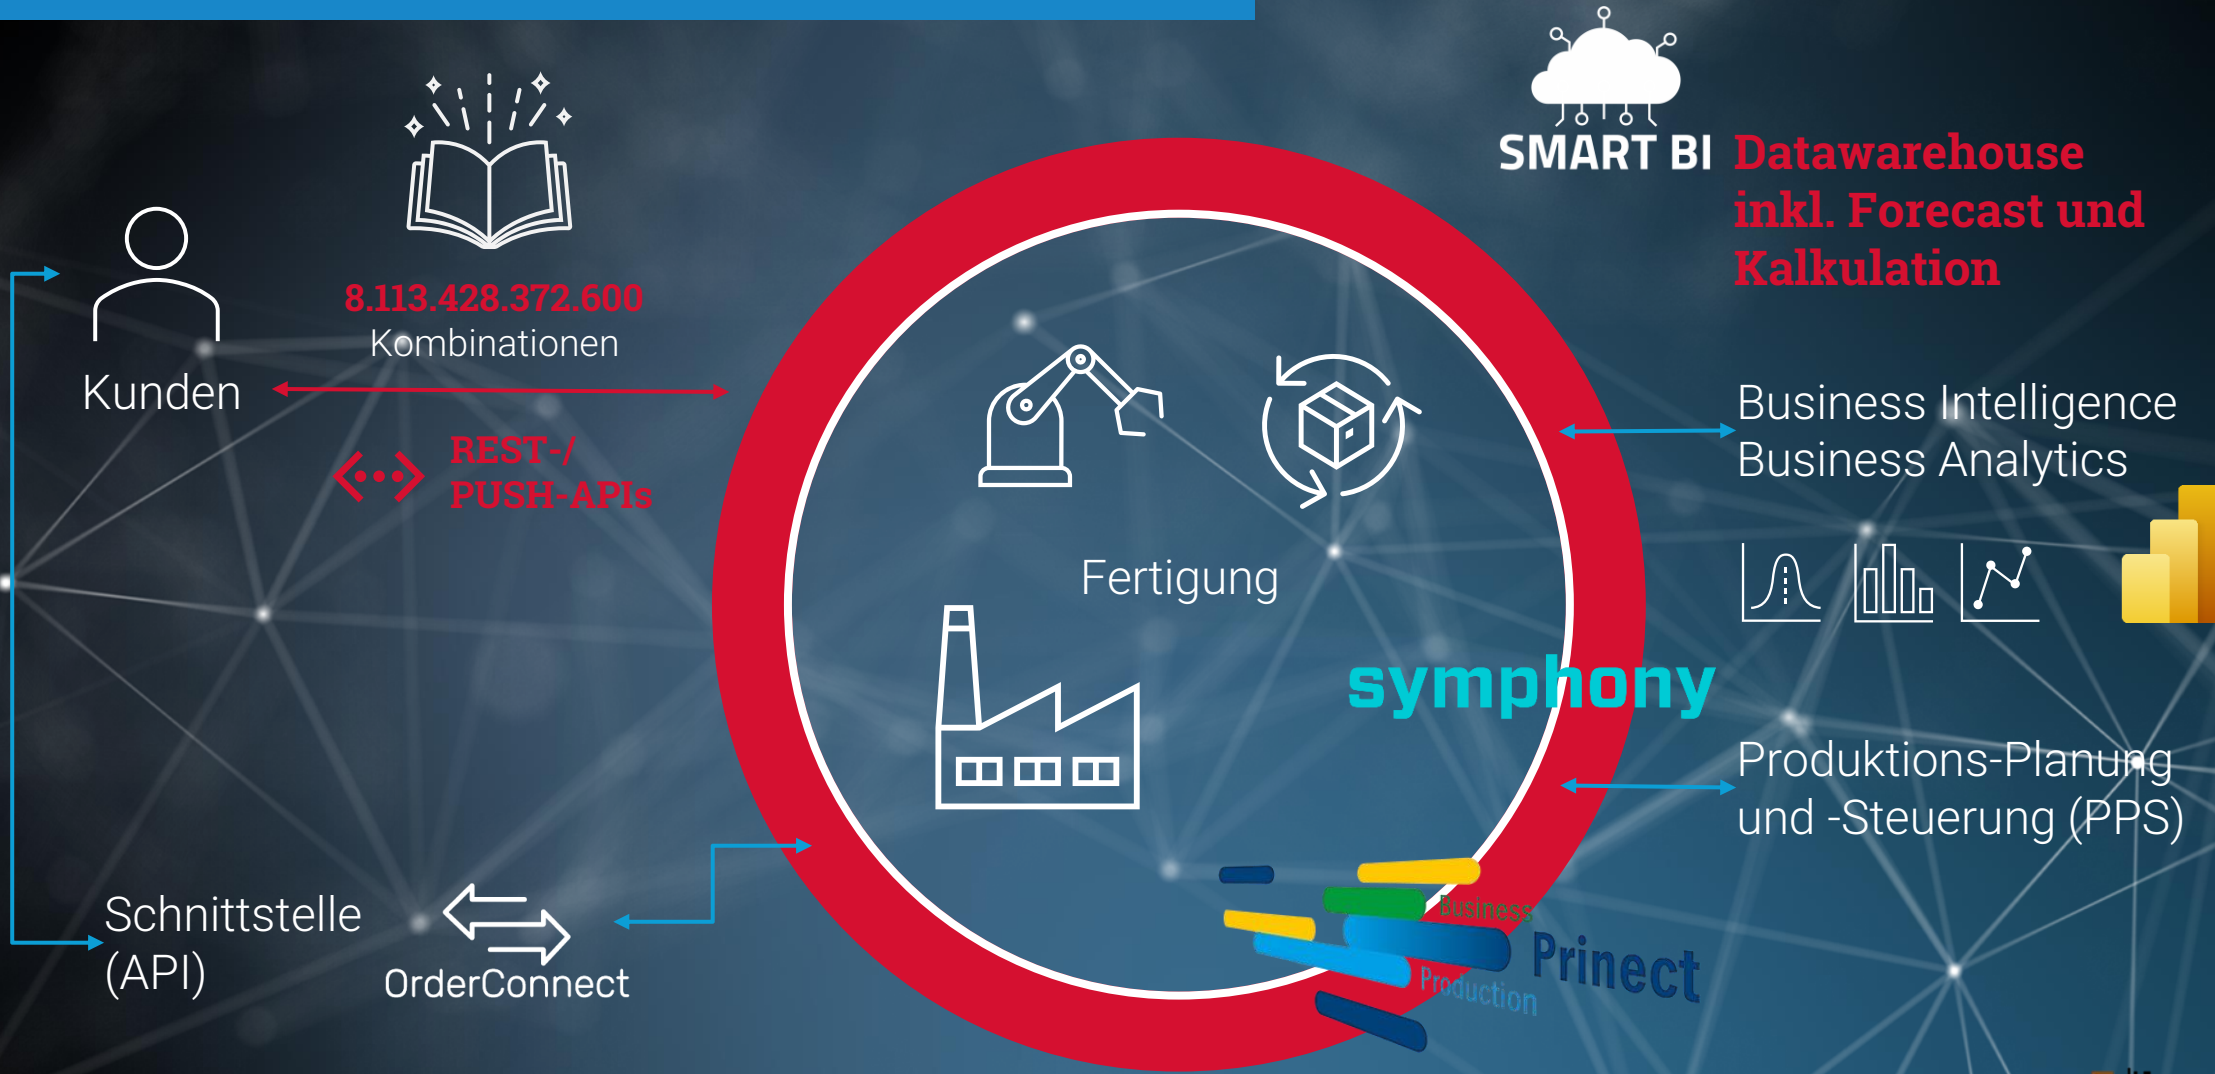 SMART BI
Datawarehouse
inkl. Forecast und
Kalkulation
8.113.428.372.600
Kombinationen
Kunden
REST-/
PUSH-APIs
Business Intelligence
Business Analytics
Fertigung
symphony
Produktions-Planung
und -Steuerung (PPS)
Schnittstelle
(API)
OrderConnect
Business
Prinect
Production